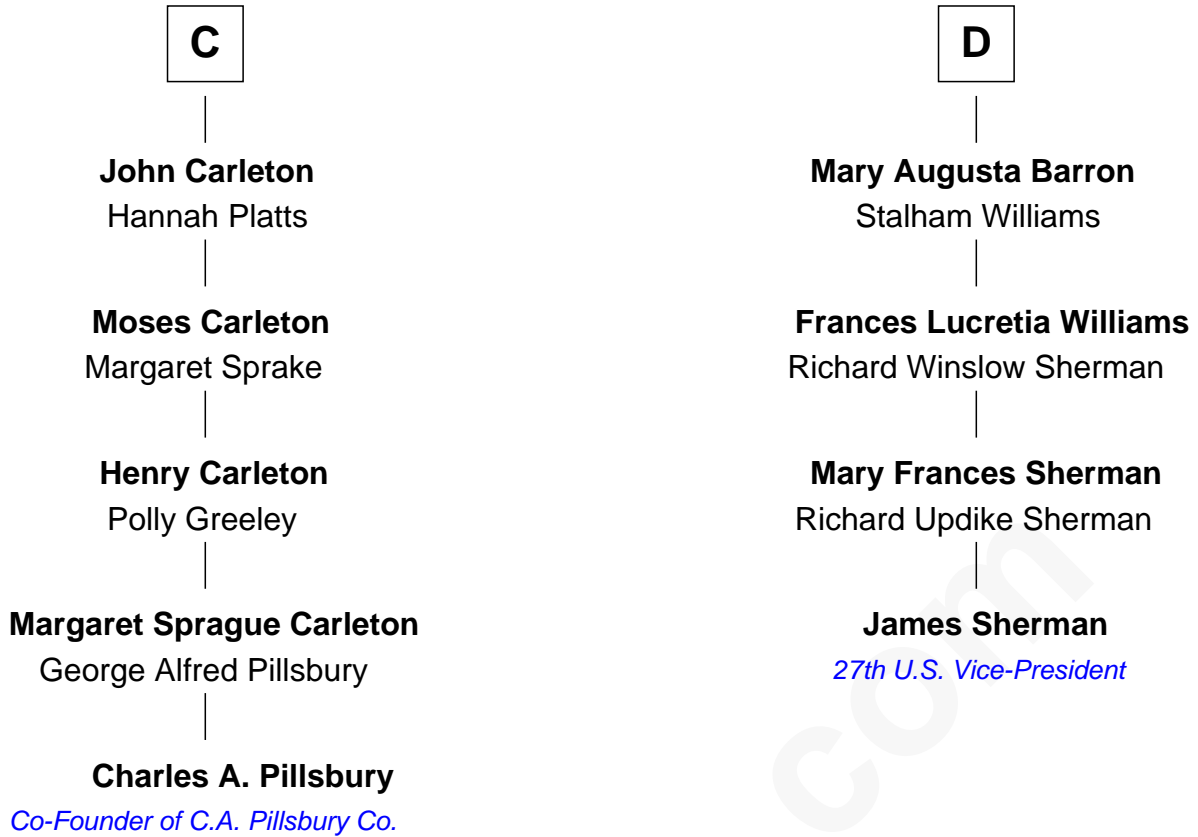 C
John Carleton
Hannah Platts
Moses Carleton
Margaret Sprake
Henry Carleton
Polly Greeley
Margaret Sprague Carleton
George Alfred Pillsbury
Charles A. Pillsbury
Co-Founder of C.A. Pillsbury Co.
D
Mary Augusta Barron
Stalham Williams
Frances Lucretia Williams
Richard Winslow Sherman
Mary Frances Sherman
Richard Updike Sherman
James Sherman
27th U.S. Vice-President
com